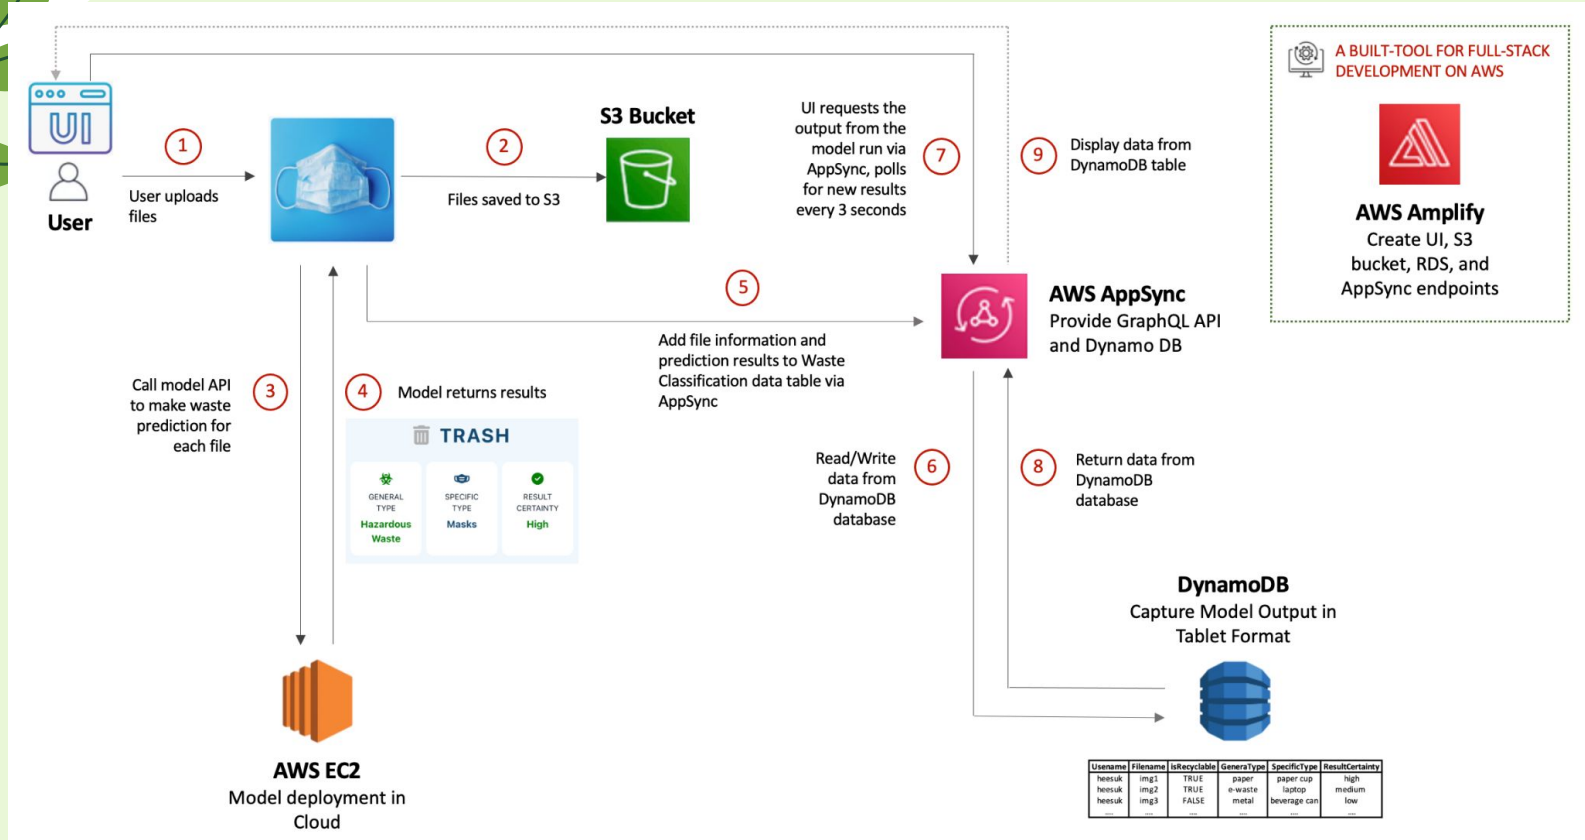 UI
User
1
User uploads
files
2
Files saved to S3
S3 Bucket
3
Call model API
to make waste
prediction for
each file
4
Model returns results
TRASH
GENERAL
TYPE
Hazardous
Waste
SPECIFIC
TYPE
Masks
RESULT
CERTAINTY
High
AWS EC2
Model deployment in
Cloud
5
Add file information and
prediction results to Waste
Classification data table via
AppSync
UI requests the
output from the
model run via
AppSync, polls
for new results
every 3 seconds
7
9
Display data from
DynamoDB table
AWS AppSync
Provide GraphQL API
and Dynamo DB
Read/Write
data from
DynamoDB
database
6
8
Return data from
DynamoDB
database
DynamoDB
Capture Model Output in
Tablet Format
Usename Filename isRecyclable GeneraType SpecificType ResultCertainty
heesuk img1 TRUE paper paper cup high
heesuk img2 TRUE e-waste laptop medium
heesuk img3 FALSE metal beverage can low
.... .... .... .... .... ....
A BUILT-TOOL FOR FULL-STACK
DEVELOPMENT ON AWS
AWS Amplify
Create UI, S3
bucket, RDS, and
AppSync endpoints